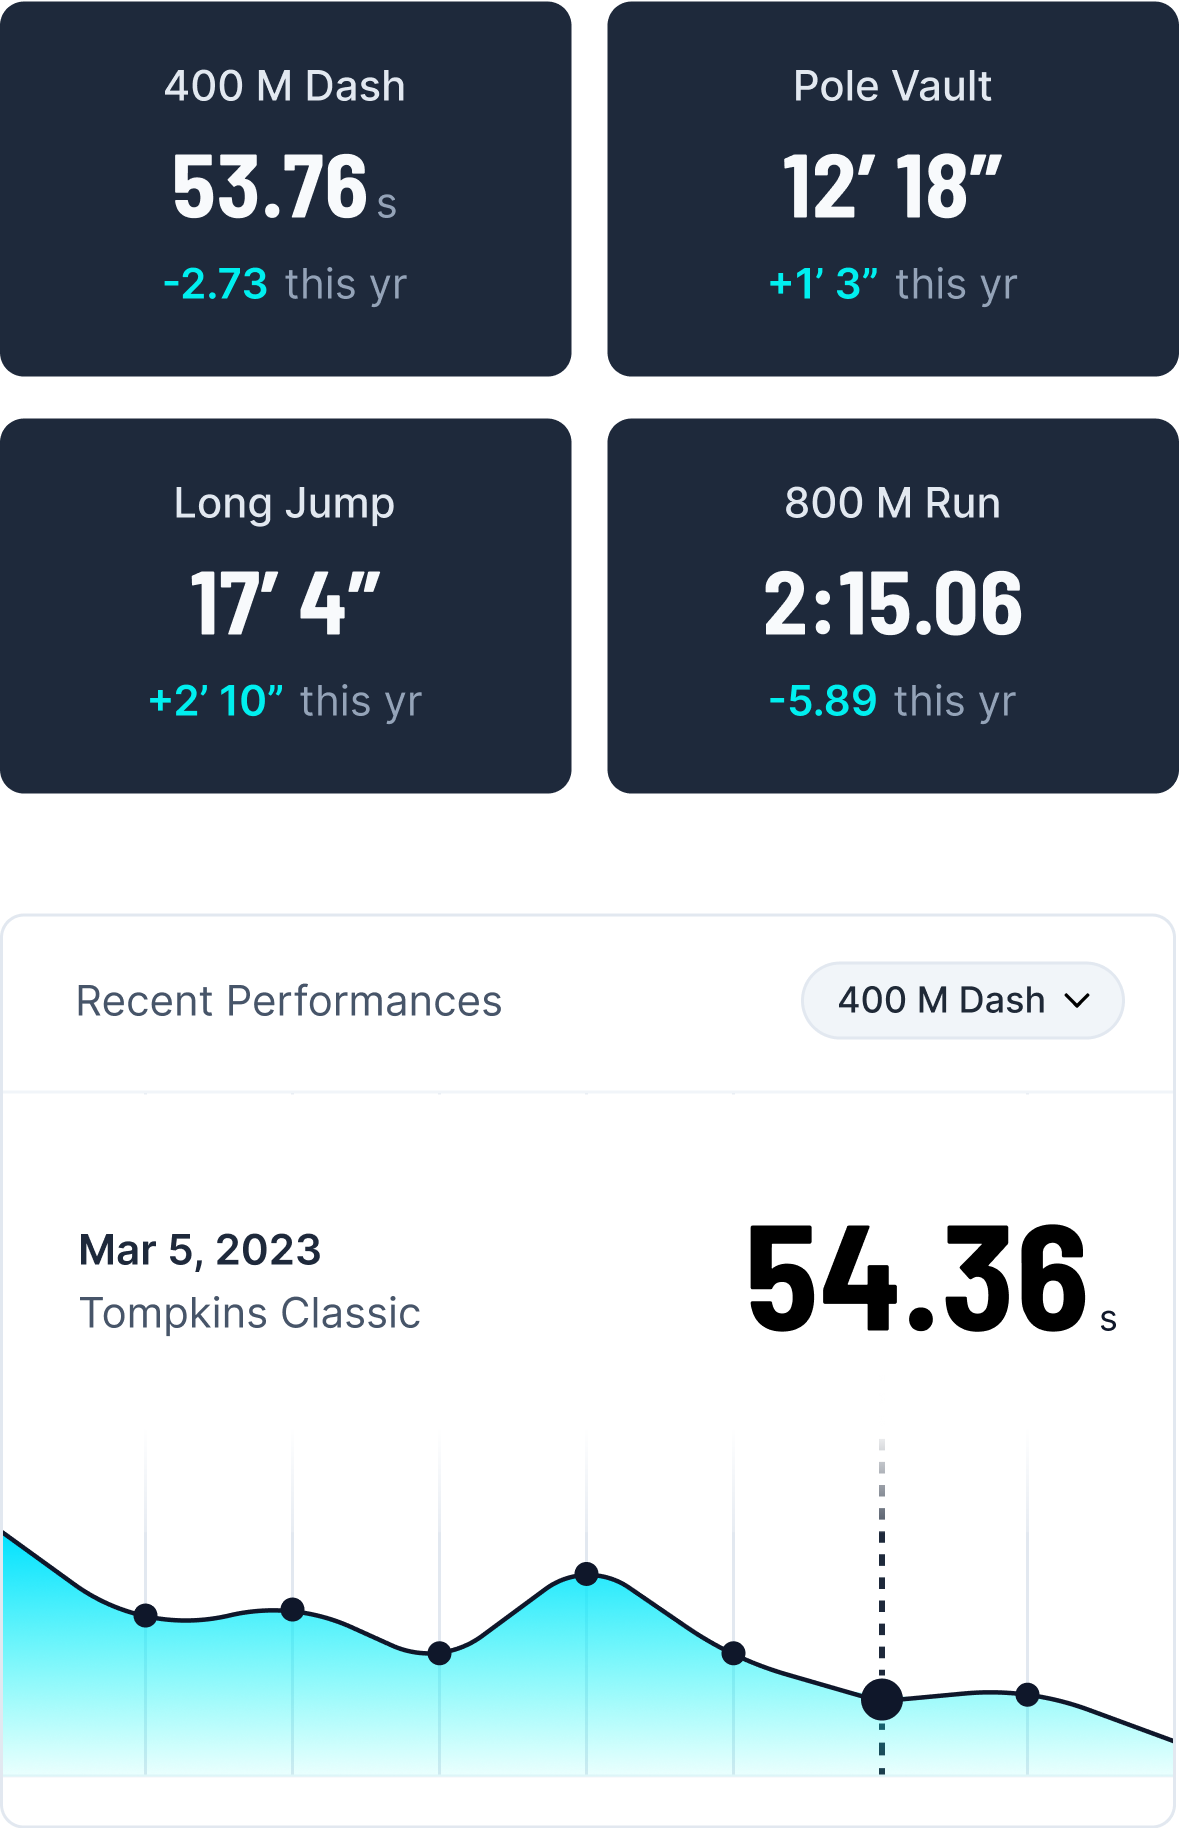 400 M Dash
53.76 s
-2.73 this yr
Pole Vault
12’ 18”
+1’ 3” this yr
Long Jump
17’ 4”
+2’ 10” this yr
800 M Run
2:15.06
-5.89 this yr
Recent Performances
400 M Dash
Mar 5, 2023
Tompkins Classic
54.36 s